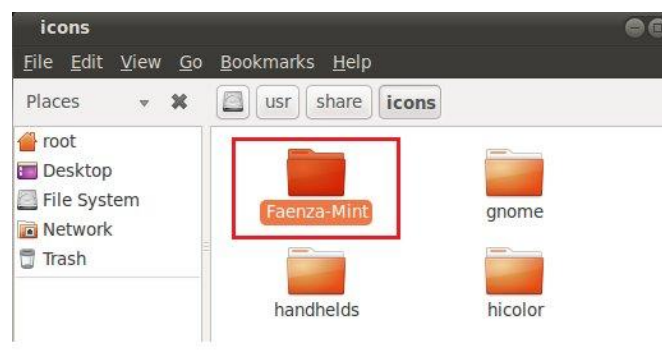 icons
File Edit View Go Bookmarks Help
Places usr share icons
root
Desktop
File System
Network
Trash
Faenza-Mint gnome
handhelds hicolor